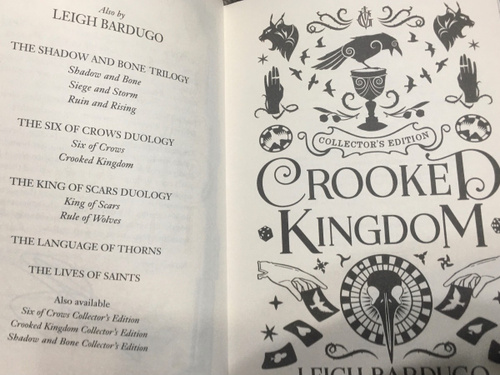 Also by
LEIGH BARDUGO
THE SHADOW AND BONE TRILOGY
Shadow and Bone
Siege and Storm
Ruin and Rising
THE SIX OF CROWS DUOLOGY
Six of Crows
Crooked Kingdom
THE KING OF SCARS DUOLOGY
King of Scars
Rule of Wolves
THE LANGUAGE OF THORNS
THE LIVES OF SAINTS
Also available
Six of Crows Collector's Edition
Crooked Kingdom Collector's Edition
Shadow and Bone Collector's Edition
COLLECTOR'S EDITION
CROOKED
KINGDOM
LEIGH BARDUGO